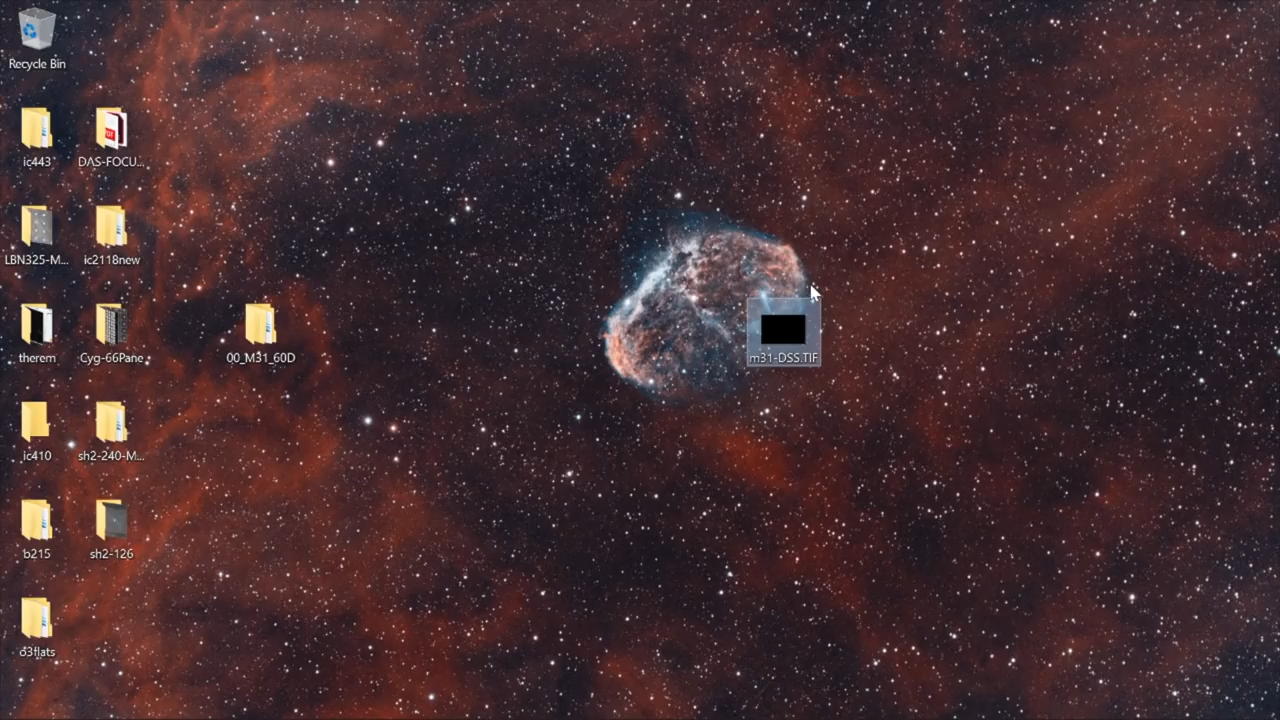 Recycle Bin
ic443
DAS-FOCU...
LBN325-M...
ic2118new
therem
Cyg-66Pane
00_M31_60D
m31-DSS.TIF
ic410
sh2-240-M...
b215
sh2-126
o3flats